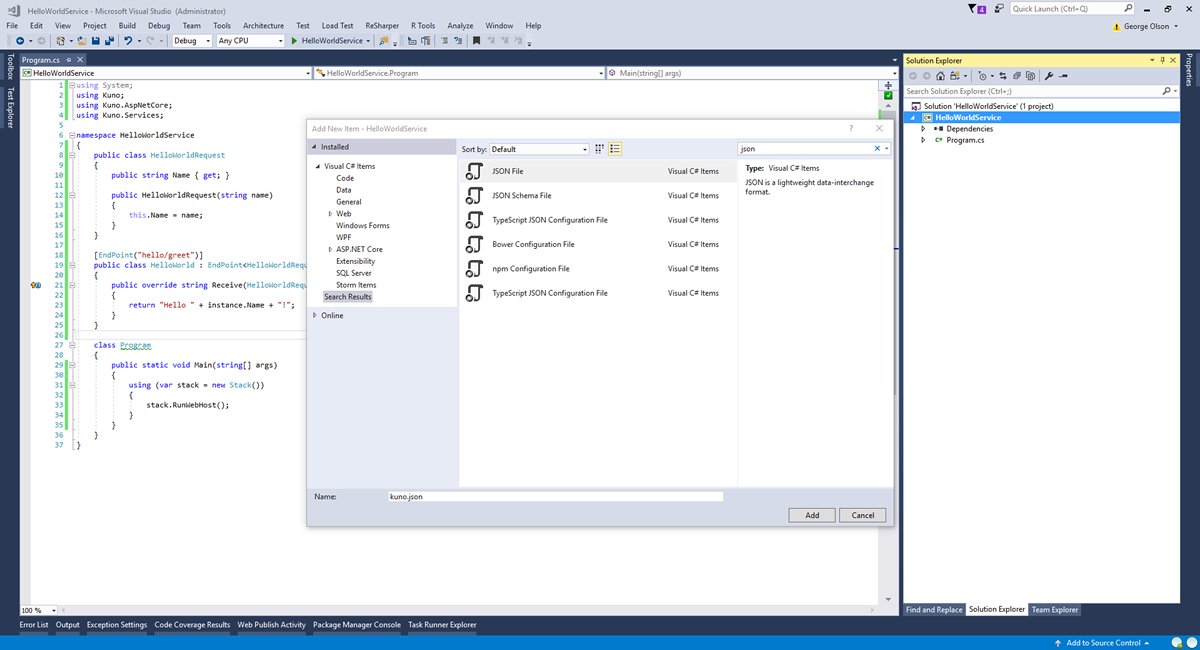 HelloWorldService - Microsoft Visual Studio (Administrator)
4
Quick Launch (Ctrl+Q)
File Edit View Project Build Debug Team Tools Architecture Test Load Test ReSharper R Tools Analyze Window Help
George Olson
Debug Any CPU HelloWorldService
Toolbox
Test Explorer
Program.cs
HelloWorldService
HelloWorldService.Program
Main(string[] args)
1 using System;
2 using Kuno;
3 using Kuno.AspNetCore;
4 using Kuno.Services;
5
6 namespace HelloWorldService
7 {
8 public class HelloWorldRequest
9 {
10 public string Name { get; }
11
12 public HelloWorldRequest(string name)
13 {
14 this.Name = name;
15 }
16 }
17
18 [EndPoint("hello/greet")]
19 public class HelloWorld : EndPoint<HelloWorldRequ
20 {
21 public override string Receive(HelloWorldRequ
22 {
23 return "Hello " + instance.Name + "!";
24 }
25 }
26
27 class Program
28 {
29 public static void Main(string[] args)
30 {
31 using (var stack = new Stack())
32 {
33 stack.RunWebHost();
34 }
35 }
36 }
37 }
100 %
Add New Item - HelloWorldService
?
Installed
Visual C# Items
Code
Data
General
Web
Windows Forms
WPF
ASP.NET Core
Extensibility
SQL Server
Storm Items
Search Results
Online
Sort by: Default
json
JSON File Visual C# Items
JSON Schema File Visual C# Items
TypeScript JSON Configuration File Visual C# Items
Bower Configuration File Visual C# Items
npm Configuration File Visual C# Items
TypeScript JSON Configuration File Visual C# Items
Type: Visual C# Items
JSON is a lightweight data-interchange
format.
Name: kuno.json
Add Cancel
Solution Explorer
Search Solution Explorer (Ctrl+;)
Solution 'HelloWorldService' (1 project)
HelloWorldService
Dependencies
Program.cs
Properties
Find and Replace Solution Explorer Team Explorer
Error List Output Exception Settings Code Coverage Results Web Publish Activity Package Manager Console Task Runner Explorer
Add to Source Control